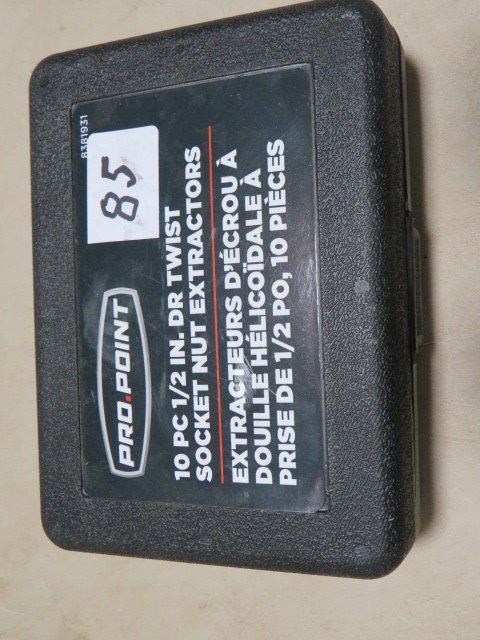 8381931
85
PRO.POINT
10 PC 1/2 IN. DR TWIST
SOCKET NUT EXTRACTORS
EXTRACTEURS D'ÉCROU À
DOUILLE HÉLICOÏDALE À
PRISE DE 1/2 PO, 10 PIÈCES